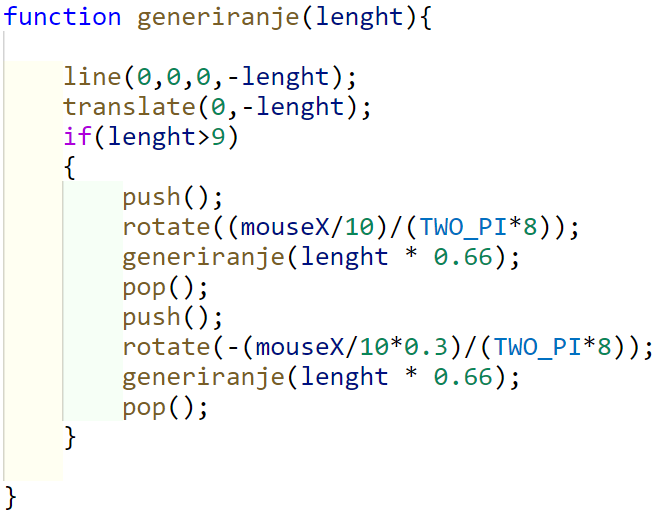 function generiranje(lenght){
line(0,0,0,-lenght);
translate(0,-lenght);
if(lenght>9)
{
push();
rotate((mouseX/10)/(TWO_PI*8));
generiranje(lenght * 0.66);
pop();
push();
rotate(-(mouseX/10*0.3)/(TWO_PI*8));
generiranje(lenght * 0.66);
pop();
}
}